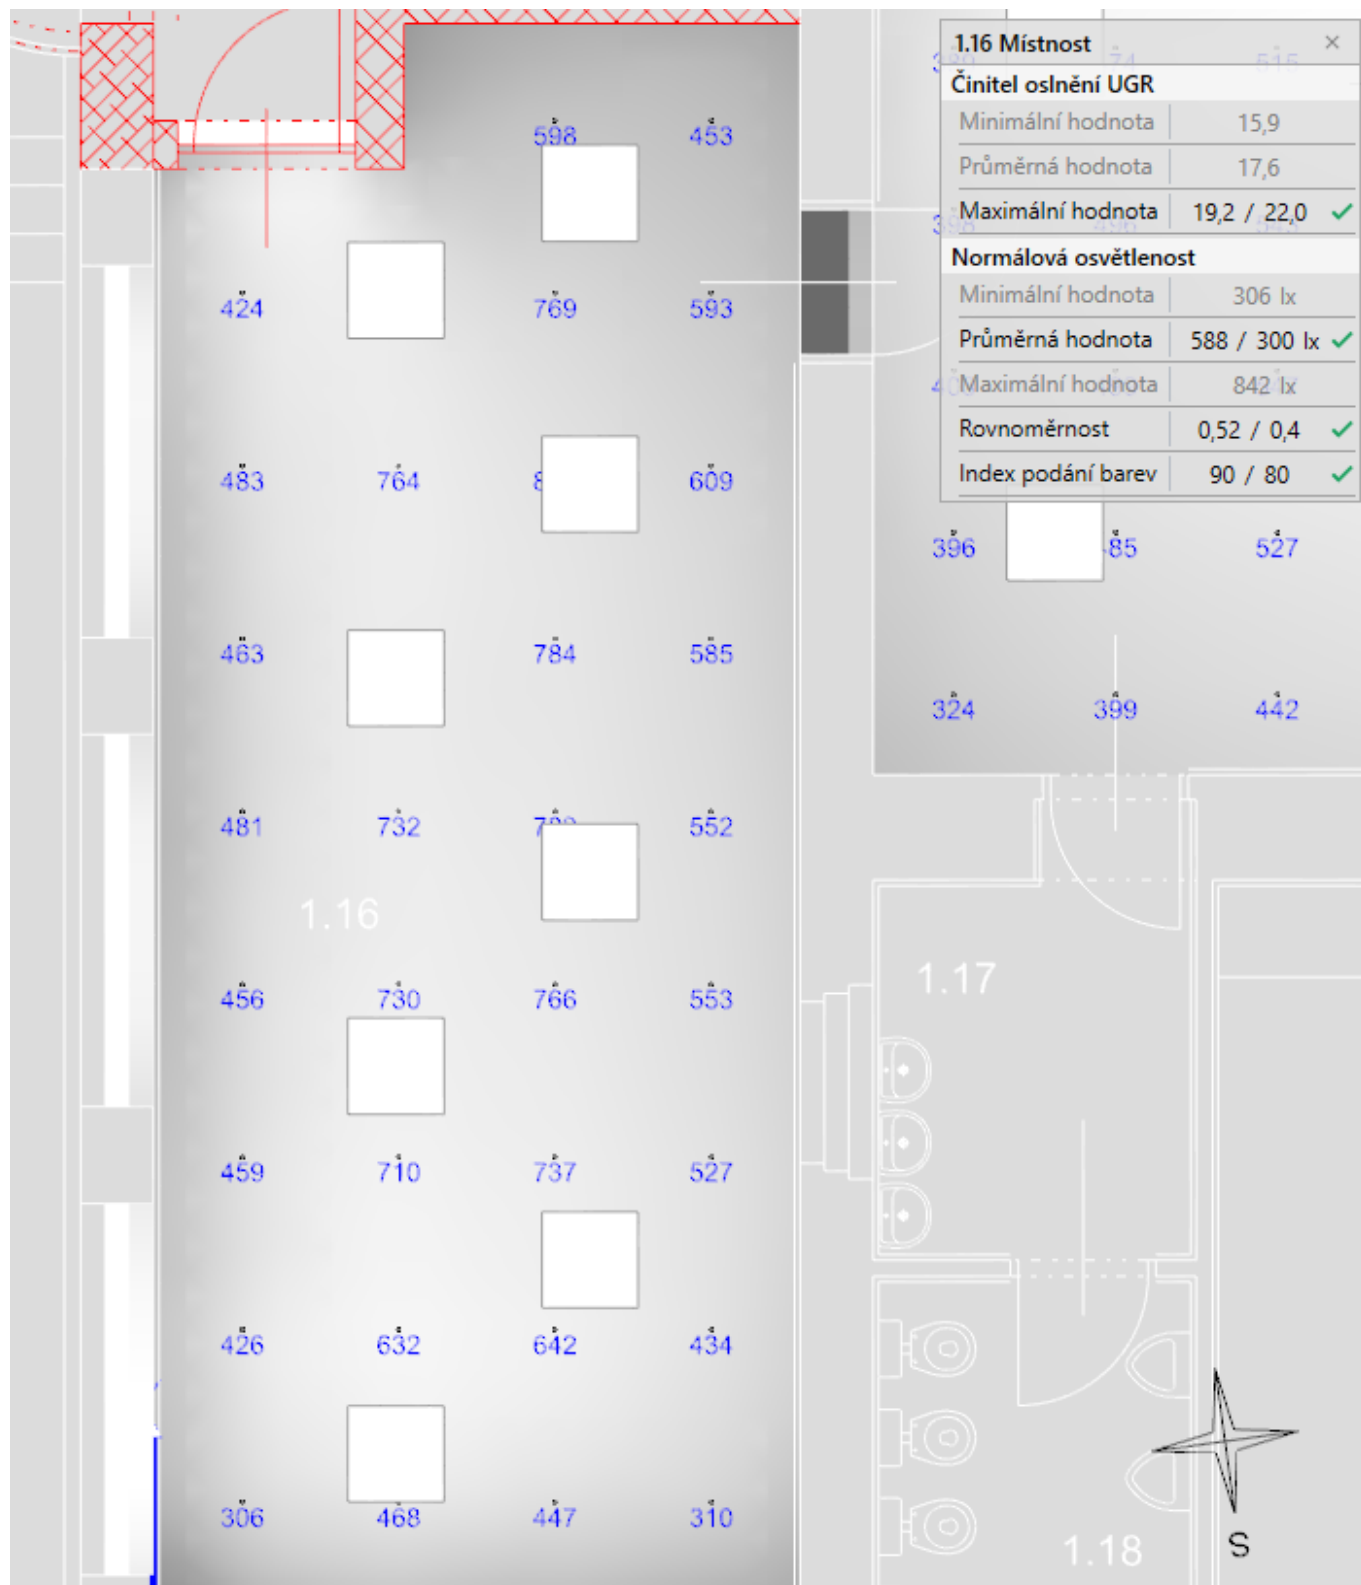 1.16 Místnost
Činitel oslnění UGR
Minimální hodnota 15,9
Průměrná hodnota 17,6
Maximální hodnota 19,2 / 22,0
Normálová osvětlenost
Minimální hodnota 306 lx
Průměrná hodnota 588 / 300 lx
Maximální hodnota 842 lx
Rovnoměrnost 0,52 / 0,4
Index podání barev 90 / 80
598 453
424 769 593
483 764 609
396 527
463 784 585
324 399 442
481 732 552
1.16
1.17
456 730 766 553
459 710 737 527
426 632 642 434
306 468 447 310
1.18
S